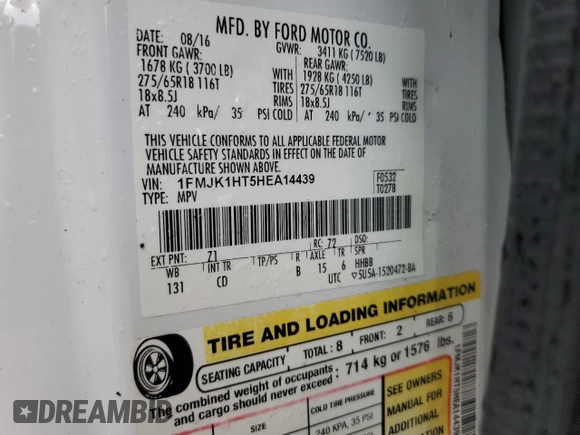 MFD. BY FORD MOTOR CO.
DATE: 08/16 GVWR: 3411 KG ( 7520 LB)
FRONT GAWR: REAR GAWR:
1678 KG ( 3700 LB) WITH 1928 KG ( 4250 LB) WITH
275/65R18 116T TIRES 275/65R18 116T TIRES
18x8.5J RIMS 18x8.5J RIMS
AT 240 kPa/ 35 PSI COLD AT 240 kPa/ 35 PSI COLD
THIS VEHICLE CONFORMS TO ALL APPLICABLE FEDERAL MOTOR
VEHICLE SAFETY STANDARDS IN EFFECT ON THE DATE OF
MANUFACTURE SHOWN ABOVE.
VIN: 1FMJK1HT5HEA14439 F0532
TYPE: MPV T0278
EXT PNT: Z1 RC: 72 DSO:
WB INT TR TP/PS R AXLE TR SPR
131 CD B 15 6 HHBB
UTC 5U5A-1520472-BA
TIRE AND LOADING INFORMATION
SEATING CAPACITY TOTAL: 8 FRONT: 2 REAR: 6
The combined weight of occupants
and cargo should never exceed: 714 kg or 1576 lbs.
SIZE COLD TIRE PRESSURE SEE OWNERS
MANUAL FOR
ADDITIONAL
240 KPA, 35 PSI
1FMJK1HT5HEA14439
DREAMBID